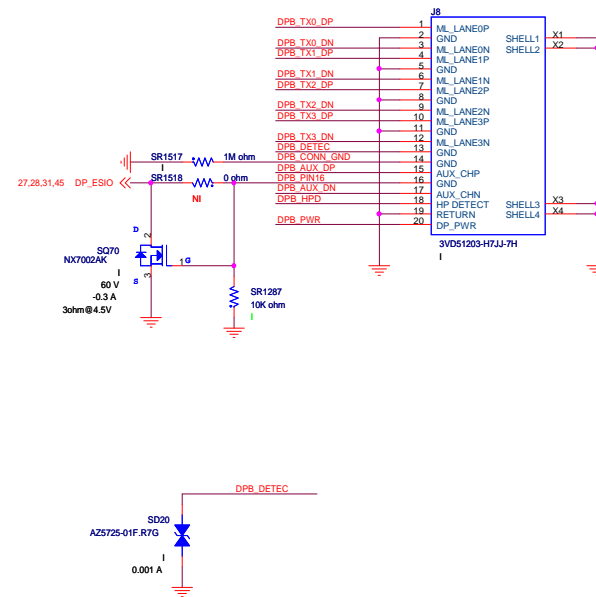 J8
DPB_TX0_DP 1 ML_LANE0P
2 GND SHELL1 X1
DPB_TX0_DN 3 ML_LANE0N SHELL2 X2
DPB_TX1_DP 4 ML_LANE1P
5 GND
DPB_TX1_DN 6 ML_LANE1N
DPB_TX2_DP 7 ML_LANE2P
8 GND
DPB_TX2_DN 9 ML_LANE2N
DPB_TX3_DP 10 ML_LANE3P
11 GND
DPB_TX3_DN 12 ML_LANE3N
DPB_DETEC 13 GND
SR1517 1M ohm DPB_CONN_GND 14 GND
I DPB_AUX_DP 15 AUX_CHP
27,28,31,45 DP_ESIO SR1518 0 ohm DPB_PIN16 16 GND
DPB_AUX_DN 17 AUX_CHN
NI DPB_HPD 18 HP DETECT SHELL3 X3
19 RETURN SHELL4 X4
DPB_PWR 20 DP_PWR
3VD51203-H7JJ-7H
I
D
2
SQ70
NX7002AK
1 G
I
3
S
60 V
-0.3 A
3ohm@4.5V
SR1287
10K ohm
I
DPB_DETEC
SD20
AZ5725-01F.R7G
I
0.001 A